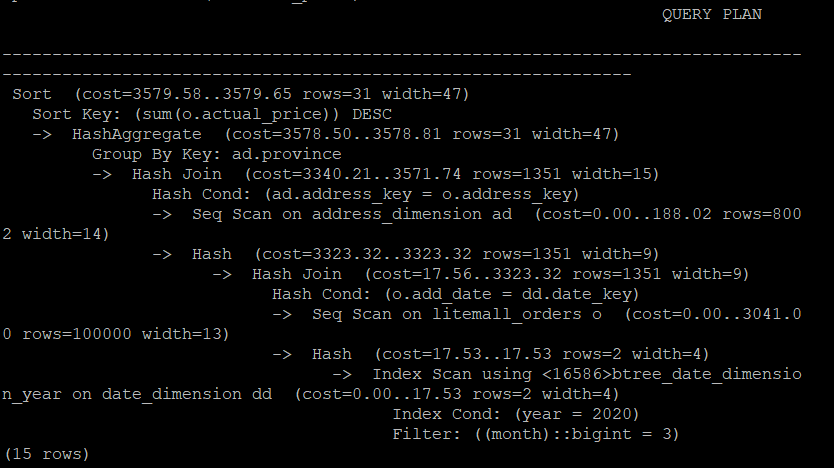 QUERY PLAN
--------------------------------------------------------------------------------
---------------------------------------------------------------
Sort  (cost=3579.58..3579.65 rows=31 width=47)
Sort Key: (sum(o.actual_price)) DESC
->  HashAggregate  (cost=3578.50..3578.81 rows=31 width=47)
Group By Key: ad.province
->  Hash Join  (cost=3340.21..3571.74 rows=1351 width=15)
Hash Cond: (ad.address_key = o.address_key)
->  Seq Scan on address_dimension ad  (cost=0.00..188.02 rows=800
2 width=14)
->  Hash  (cost=3323.32..3323.32 rows=1351 width=9)
->  Hash Join  (cost=17.56..3323.32 rows=1351 width=9)
Hash Cond: (o.add_date = dd.date_key)
->  Seq Scan on litemall_orders o  (cost=0.00..3041.0
0 rows=100000 width=13)
->  Hash  (cost=17.53..17.53 rows=2 width=4)
->  Index Scan using <16586>btree_date_dimensio
n_year on date_dimension dd  (cost=0.00..17.53 rows=2 width=4)
Index Cond: (year = 2020)
Filter: ((month)::bigint = 3)
(15 rows)